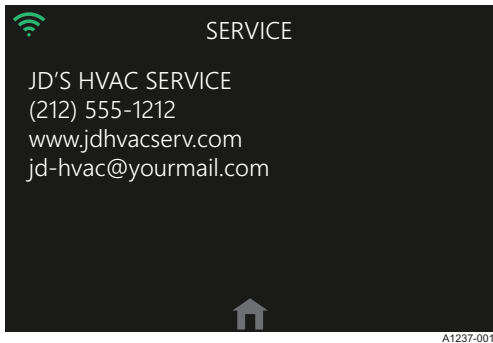 SERVICE
JD'S HVAC SERVICE
(212) 555-1212
www.jdhvacserv.com
jd-hvac@yourmail.com
A1237-001